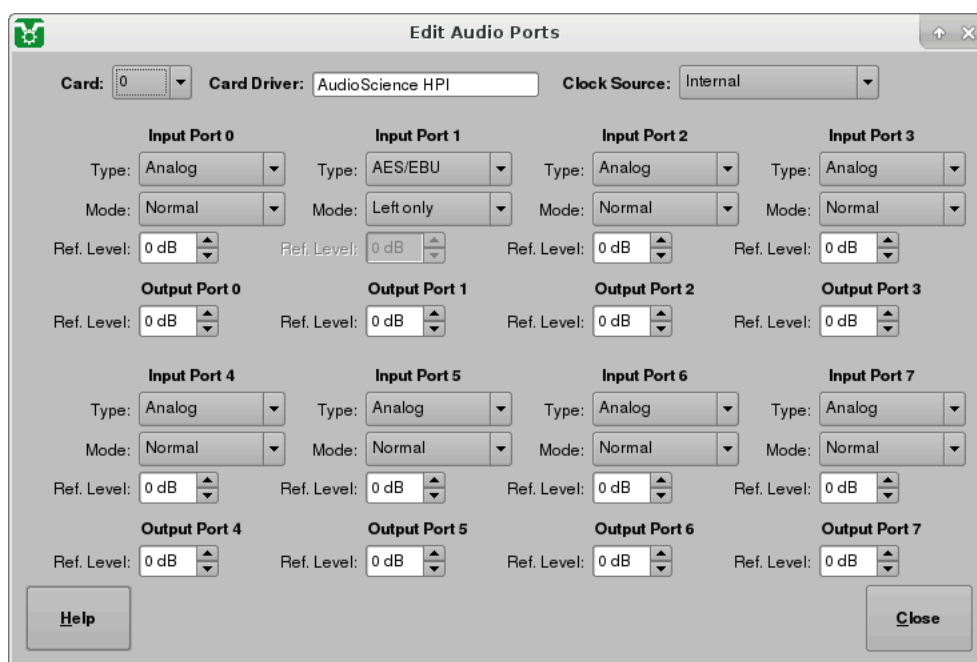 Edit Audio Ports
Card: 0 Card Driver: AudioScience HPI Clock Source: Internal
Input Port 0 Input Port 1 Input Port 2 Input Port 3
Type: Analog Type: AES/EBU Type: Analog Type: Analog
Mode: Normal Mode: Left only Mode: Normal Mode: Normal
Ref. Level: 0 dB Ref. Level: 0 dB Ref. Level: 0 dB Ref. Level: 0 dB
Output Port 0 Output Port 1 Output Port 2 Output Port 3
Ref. Level: 0 dB Ref. Level: 0 dB Ref. Level: 0 dB Ref. Level: 0 dB
Input Port 4 Input Port 5 Input Port 6 Input Port 7
Type: Analog Type: Analog Type: Analog Type: Analog
Mode: Normal Mode: Normal Mode: Normal Mode: Normal
Ref. Level: 0 dB Ref. Level: 0 dB Ref. Level: 0 dB Ref. Level: 0 dB
Output Port 4 Output Port 5 Output Port 6 Output Port 7
Ref. Level: 0 dB Ref. Level: 0 dB Ref. Level: 0 dB Ref. Level: 0 dB
Help Close